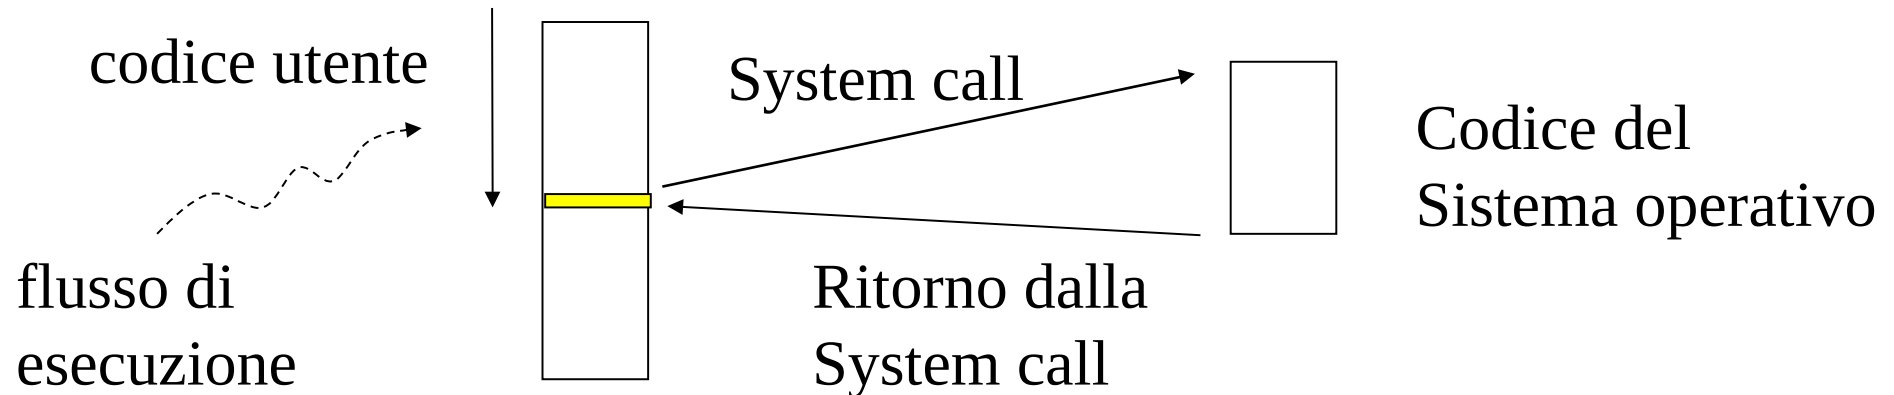 codice utente
System call
Codice del
Sistema operativo
flusso di
esecuzione
Ritorno dalla
System call